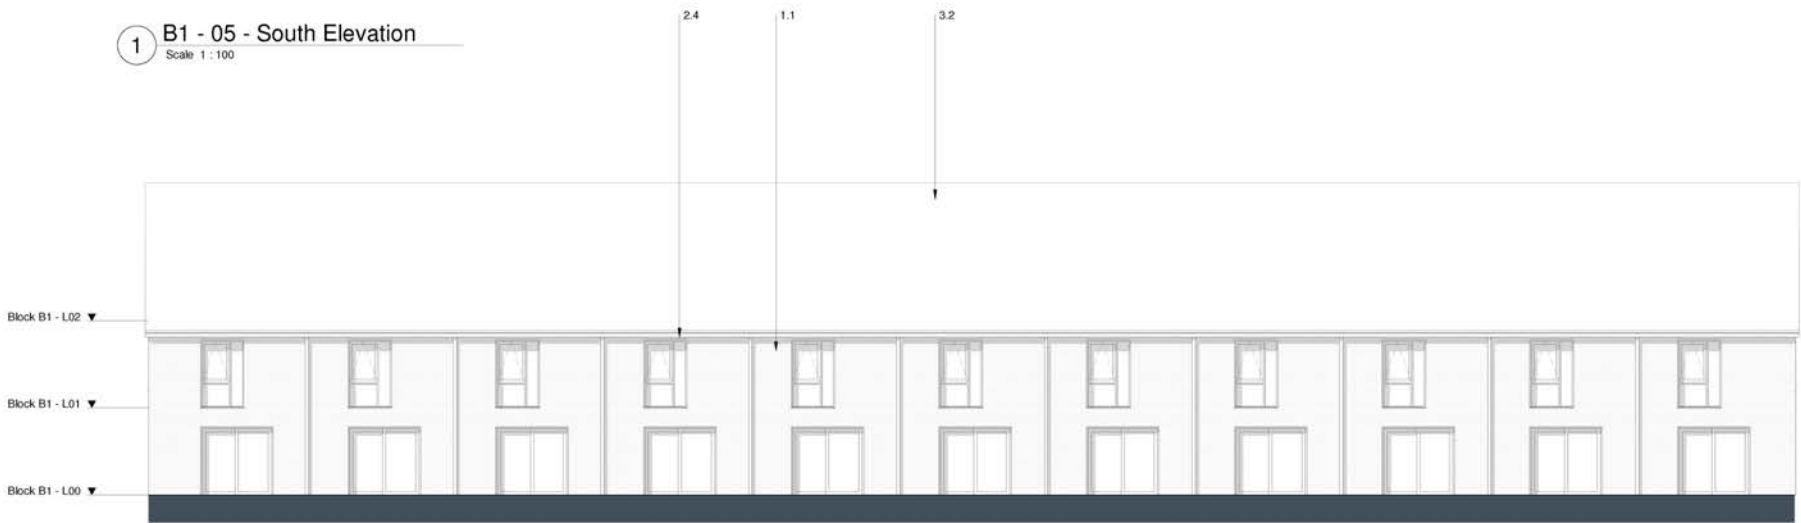 2.4
1.1
3.2
1
B1 - 05 - South Elevation
Scale 1 : 100
Block B1 - L02
Block B1 - L01
Block B1 - L00